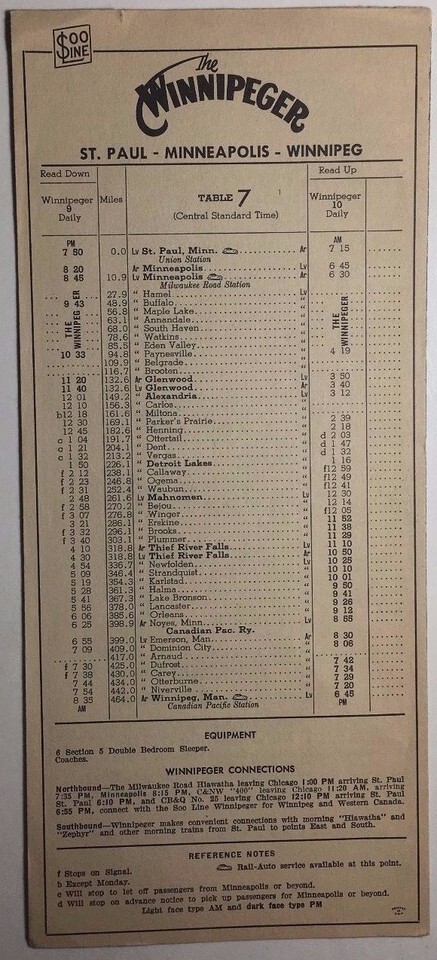 SOO LINE
The
WINNIPEGER
ST. PAUL - MINNEAPOLIS - WINNIPEG
Read Down Read Up
Winnipeger 9 Daily Miles TABLE 7 (Central Standard Time) Winnipeger 10 Daily
PM AM
7 50 0.0 Lv St. Paul, Minn. Ar 7 15
Union Station
8 20 Ar Minneapolis Lv 6 45
8 45 10.9 Lv Minneapolis Ar 6 30
Milwaukee Road Station
THE WINNIPEGER
THE WINNIPEGER
27.9 " Hamel Lv
9 43 48.9 " Buffalo "
56.8 " Maple Lake "
63.1 " Annandale "
68.0 " South Haven "
78.6 " Watkins "
85.5 " Eden Valley "
10 33 94.8 " Paynesville " 4 19
109.9 " Belgrade "
116.7 " Brooten "
11 20 132.6 Ar Glenwood Lv 3 50
11 40 132.6 Lv Glenwood Ar 3 40
12 01 149.2 " Alexandria Lv 3 12
12 10 156.3 " Carlos "
b12 18 161.6 " Miltona "
12 30 169.1 " Parker's Prairie " 2 39
12 45 182.6 " Henning " 2 18
c 1 04 191.7 " Ottertail " d 2 03
c 1 21 204.1 " Dent " d 1 47
c 1 32 213.2 " Vergas " d 1 32
1 50 226.1 " Detroit Lakes " 1 16
f 2 12 238.1 " Callaway " f12 59
f 2 23 246.8 " Ogema " f12 49
f 2 31 252.4 " Waubun " f12 41
2 48 261.6 Lv Mahnomen " 12 30
f 2 58 270.2 " Bejou " 12 14
f 3 07 276.8 " Winger " d12 05
3 21 286.1 " Erskine " 11 52
f 3 32 296.1 " Brooks " 11 38
f 3 40 303.1 " Plummer " 11 29
4 10 318.8 Ar Thief River Falls Lv 11 10
4 30 318.8 Lv Thief River Falls Ar 10 50
4 54 336.7 " Newfolden Lv 10 25
5 09 346.4 " Strandquist " 10 10
5 19 354.3 " Karlstad " 10 01
5 28 361.3 " Halma " 9 50
5 41 367.3 " Lake Bronson " 9 41
5 56 378.0 " Lancaster " 9 26
6 06 385.6 " Orleans " 9 12
6 25 398.9 Ar Noyes, Minn Lv 8 55
Canadian Pac. Ry.
6 55 399.0 Lv Emerson, Man. Ar 8 30
7 09 409.0 " Dominion City " 8 06
417.0 " Arnaud "
f 7 30 425.0 " Dufrost " 7 42
f 7 38 430.0 " Carey " 7 34
7 44 434.0 " Otterburne " 7 29
7 54 442.0 " Niverville " 7 20
8 35 464.0 Ar Winnipeg, Man. Lv 6 45
AM Canadian Pacific Station PM
EQUIPMENT
6 Section 5 Double Bedroom Sleeper.
Coaches.
WINNIPEGER CONNECTIONS
Northbound—The Milwaukee Road Hiawatha leaving Chicago 1:00 PM arriving St. Paul
7:35 PM, Minneapolis 8:15 PM, C&NW "400" leaving Chicago 11:20 AM, arriving
St. Paul 6:10 PM, and CB&Q No. 25 leaving Chicago 12:10 PM arriving St. Paul
6:55 PM, connect with the Soo Line Winnipeger for Winnipeg and Western Canada.
Southbound—Winnipeger makes convenient connections with morning "Hiawatha" and
"Zephyr" and other morning trains from St. Paul to points East and South.
REFERENCE NOTES
f Stops on Signal. Rail-Auto service available at this point.
b Except Monday.
c Will stop to let off passengers from Minneapolis or beyond.
d Will stop on advance notice to pick up passengers for Minneapolis or beyond.
Light face type AM and dark face type PM